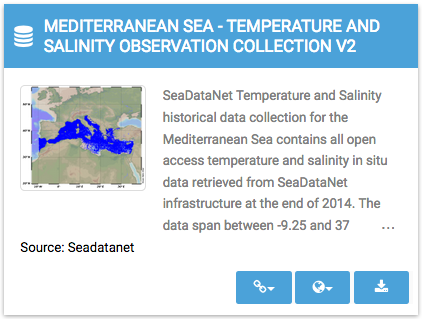 MEDITERRANEAN SEA - TEMPERATURE AND
SALINITY OBSERVATION COLLECTION V2
SeaDataNet Temperature and Salinity
historical data collection for the
Mediterranean Sea contains all open
access temperature and salinity in situ
data retrieved from SeaDataNet
infrastructure at the end of 2014. The
data span between -9.25 and 37 ...
Source: Seadatanet